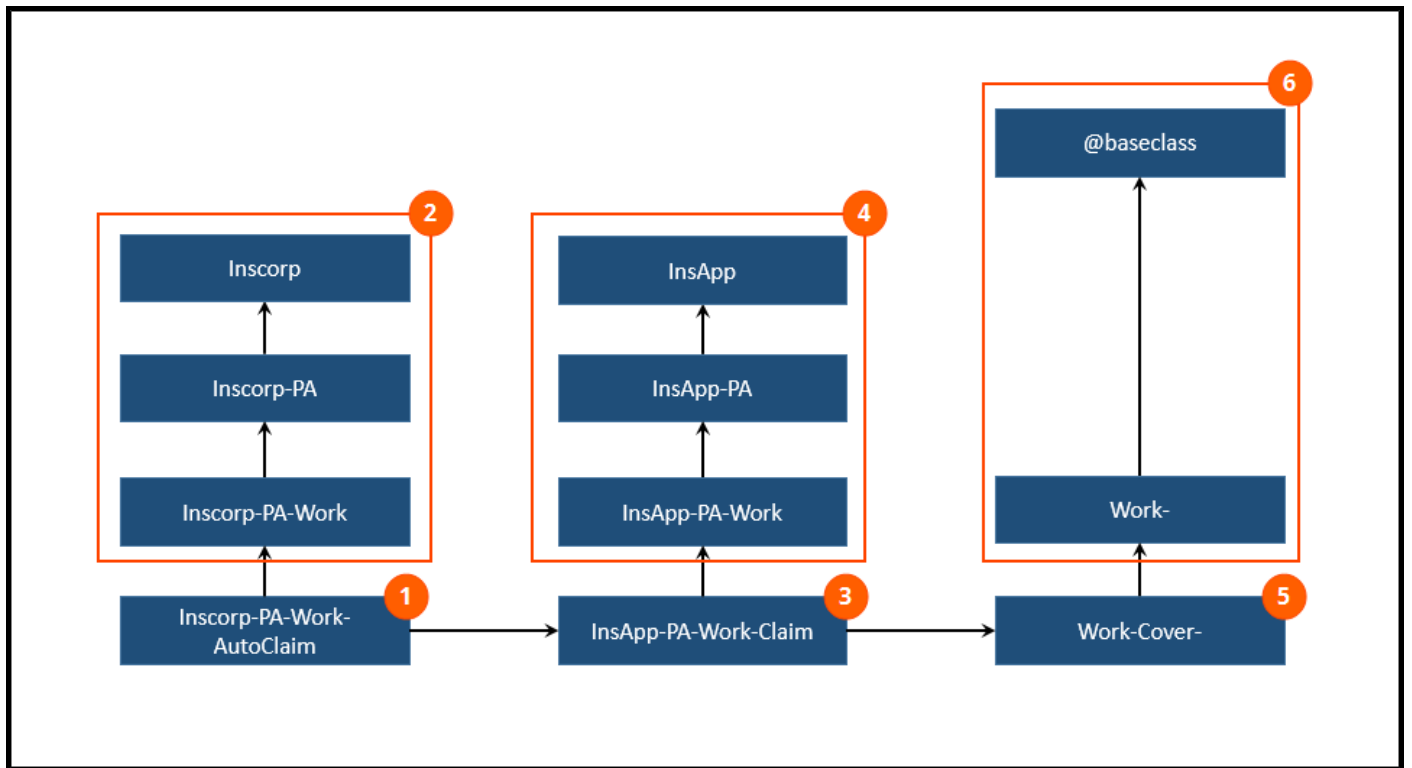 6
@baseclass
2
4
Inscorp
InsApp
Inscorp-PA
InsApp-PA
Inscorp-PA-Work
InsApp-PA-Work
Work-
1
3
5
Inscorp-PA-Work-
AutoClaim
InsApp-PA-Work-Claim
Work-Cover-